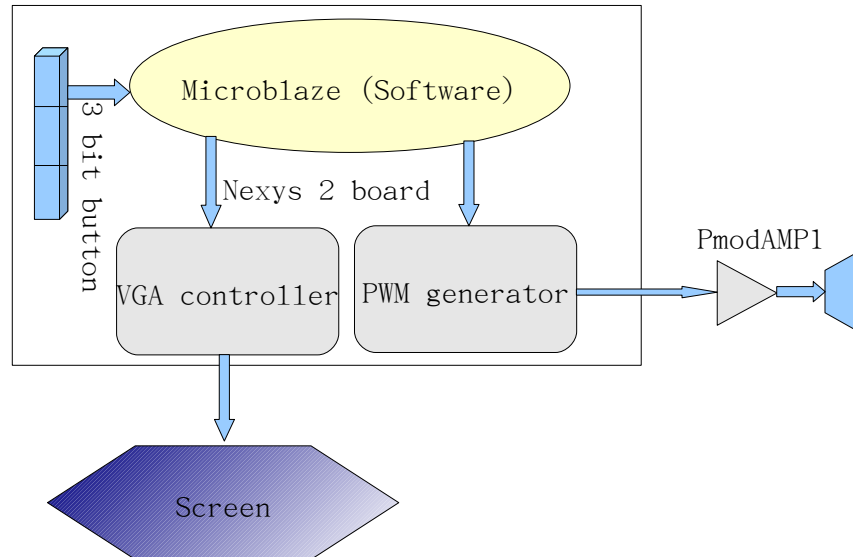 Microblaze (Software)
3 bit button
Nexys 2 board
PmodAMP1
VGA controller
PWM generator
Screen